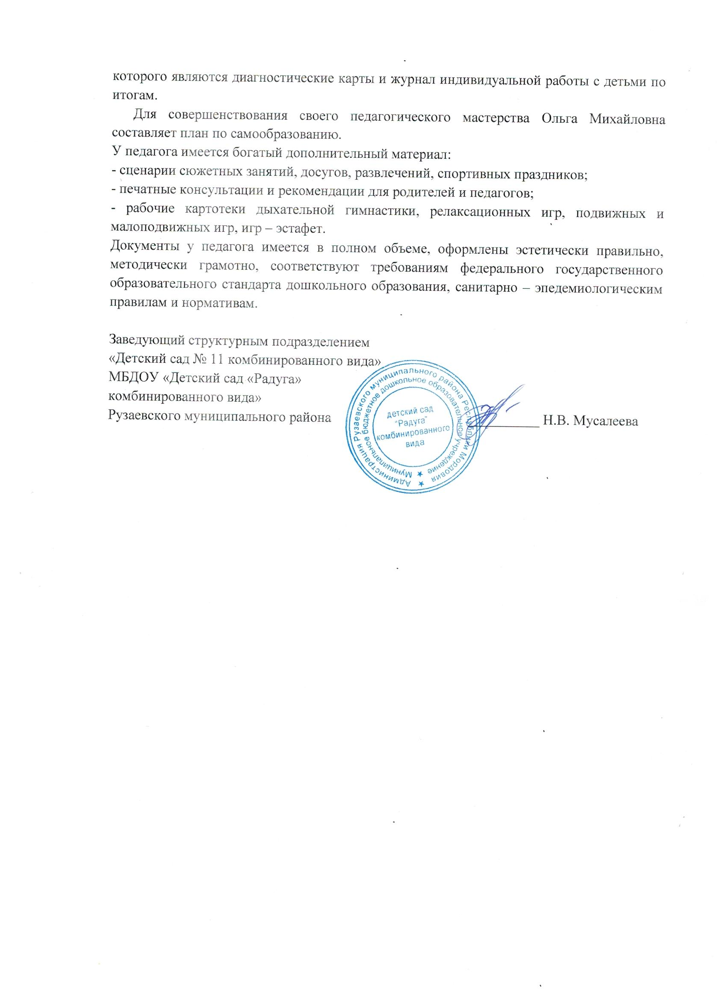 которого являются диагностические карты и журнал индивидуальной работы с детьми по
итогам.
Для совершенствования своего педагогического мастерства Ольга Михайловна
составляет план по самообразованию.
У педагога имеется богатый дополнительный материал:
- сценарии сюжетных занятий, досугов, развлечений, спортивных праздников;
- печатные консультации и рекомендации для родителей и педагогов;
- рабочие картотеки дыхательной гимнастики, релаксационных игр, подвижных и
малоподвижных игр, игр – эстафет.
Документы у педагога имеется в полном объеме, оформлены эстетически правильно,
методически грамотно, соответствуют требованиям федерального государственного
образовательного стандарта дошкольного образования, санитарно – эпедемиологическим
правилам и нормативам.
Заведующий структурным подразделением
«Детский сад № 11 комбинированного вида»
МБДОУ «Детский сад «Радуга»
комбинированного вида»
Рузаевского муниципального района
Н.В. Мусалеева
Администрация Рузаевского муниципального района Республики Мордовия
Муниципальное бюджетное дошкольное образовательное учреждение
детский сад
"Радуга"
комбинированного
вида